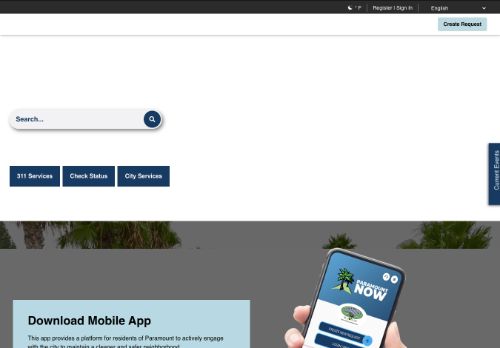 ° F
Register | Sign In
English
Create Request
Search...
311 Services
Check Status
City Services
Current Events
PARAMOUNT
NOW
Download Mobile App
This app provides a platform for residents of Paramount to actively engage
with the city to maintain a cleaner and safer neighborhood